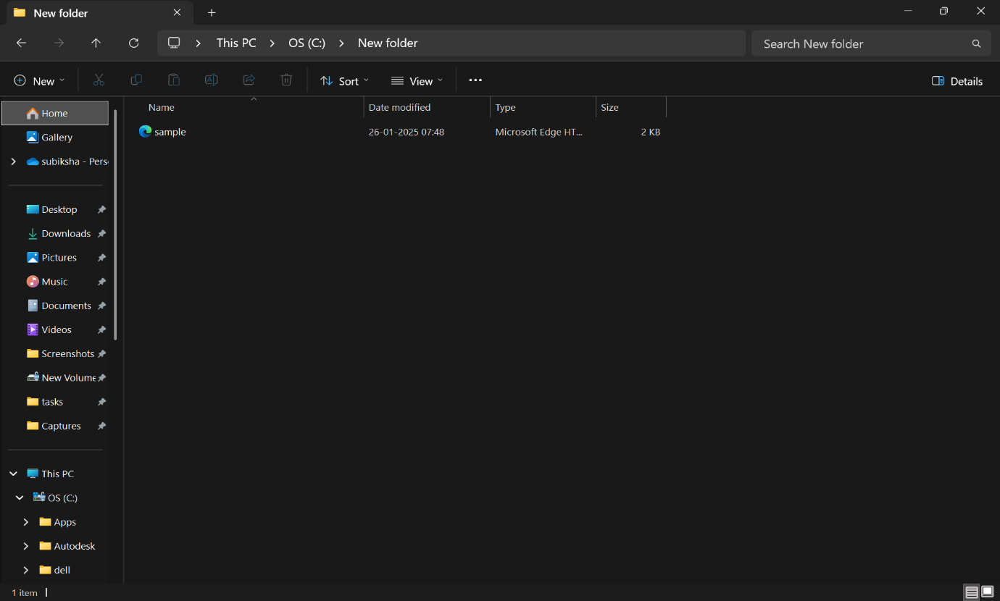 New folder
This PC OS (C:) New folder
Search New folder
New Sort View Details
Name Date modified Type Size
sample 26-01-2025 07:48 Microsoft Edge HT... 2 KB
Home
Gallery
subiksha - Pers
Desktop
Downloads
Pictures
Music
Documents
Videos
Screenshots
New Volume
tasks
Captures
This PC
OS (C:)
Apps
Autodesk
dell
1 item